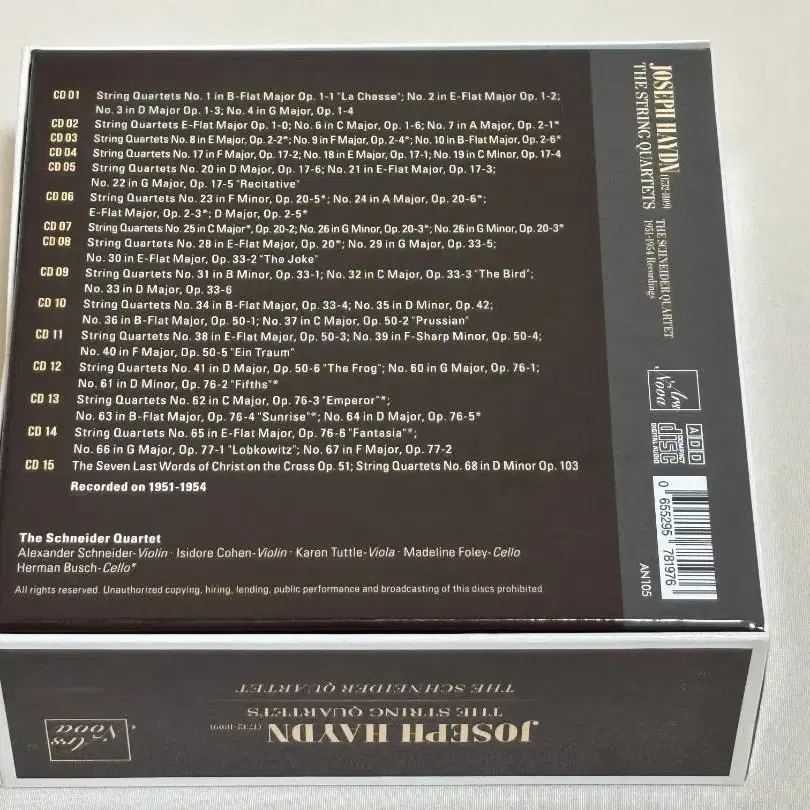 CD 01 String Quartets No. 1 in B-Flat Major Op. 1-1 "La Chasse"; No. 2 in E-Flat Major Op. 1-2;
No. 3 in D Major Op. 1-3; No. 4 in G Major, Op. 1-4
CD 02 String Quartets E-Flat Major Op. 1-0; No. 6 in C Major, Op. 1-6; No. 7 in A Major, Op. 2-1*
CD 03 String Quartets No. 8 in E Major, Op. 2-2*; No. 9 in F Major, Op. 2-4*; No. 10 in B-Flat Major, Op. 2-6*
CD 04 String Quartets No. 17 in F Major, Op. 17-2; No. 18 in E Major, Op. 17-1; No. 19 in C Minor, Op. 17-4
CD 05 String Quartets No. 20 in D Major, Op. 17-6; No. 21 in E-Flat Major, Op. 17-3;
No. 22 in G Major, Op. 17-5 "Recitative"
CD 06 String Quartets No. 23 in F Minor, Op. 20-5*; No. 24 in A Major, Op. 20-6*;
E-Flat Major, Op. 2-3*; D Major, Op. 2-5*
CD 07 String Quartets No. 25 in C Major*, Op. 20-2; No. 26 in G Minor, Op. 20-3*; No. 26 in G Minor, Op. 20-3*
CD 08 String Quartets No. 28 in E-Flat Major, Op. 20*; No. 29 in G Major, Op. 33-5;
No. 30 in E-Flat Major, Op. 33-2 "The Joke"
CD 09 String Quartets No. 31 in B Minor, Op. 33-1; No. 32 in C Major, Op. 33-3 "The Bird";
No. 33 in D Major, Op. 33-6
CD 10 String Quartets No. 34 in B-Flat Major, Op. 33-4; No. 35 in D Minor, Op. 42;
No. 36 in B-Flat Major, Op. 50-1; No. 37 in C Major, Op. 50-2 "Prussian"
CD 11 String Quartets No. 38 in E-Flat Major, Op. 50-3; No. 39 in F-Sharp Minor, Op. 50-4;
No. 40 in F Major, Op. 50-5 "Ein Traum"
CD 12 String Quartets No. 41 in D Major, Op. 50-6 "The Frog"; No. 60 in G Major, Op. 76-1;
No. 61 in D Minor, Op. 76-2 "Fifths"*
CD 13 String Quartets No. 62 in C Major, Op. 76-3 "Emperor"*;
No. 63 in B-Flat Major, Op. 76-4 "Sunrise"*; No. 64 in D Major, Op. 76-5*
CD 14 String Quartets No. 65 in E-Flat Major, Op. 76-6 "Fantasia"*;
No. 66 in G Major, Op. 77-1 "Lobkowitz"; No. 67 in F Major, Op. 77-2
CD 15 The Seven Last Words of Christ on the Cross Op. 51; String Quartets No. 68 in D Minor Op. 103
Recorded on 1951-1954
The Schneider Quartet
Alexander Schneider-Violin · Isidore Cohen-Violin · Karen Tuttle-Viola · Madeline Foley-Cello
Herman Busch-Cello*
All rights reserved. Unauthorized copying, hiring, lending, public performance and broadcasting of this discs prohibited
JOSEPH HAYDN (1732-1809)
THE STRING QUARTETS
THE SCHNEIDER QUARTET
1951-1954 Recordings
Ars Nova
ADD
COMPACT disc DIGITAL AUDIO
0 655295 781976
AN105
JOSEPH HAYDN (1732-1809)
THE STRING QUARTETS
THE SCHNEIDER QUARTET
Ars Nova